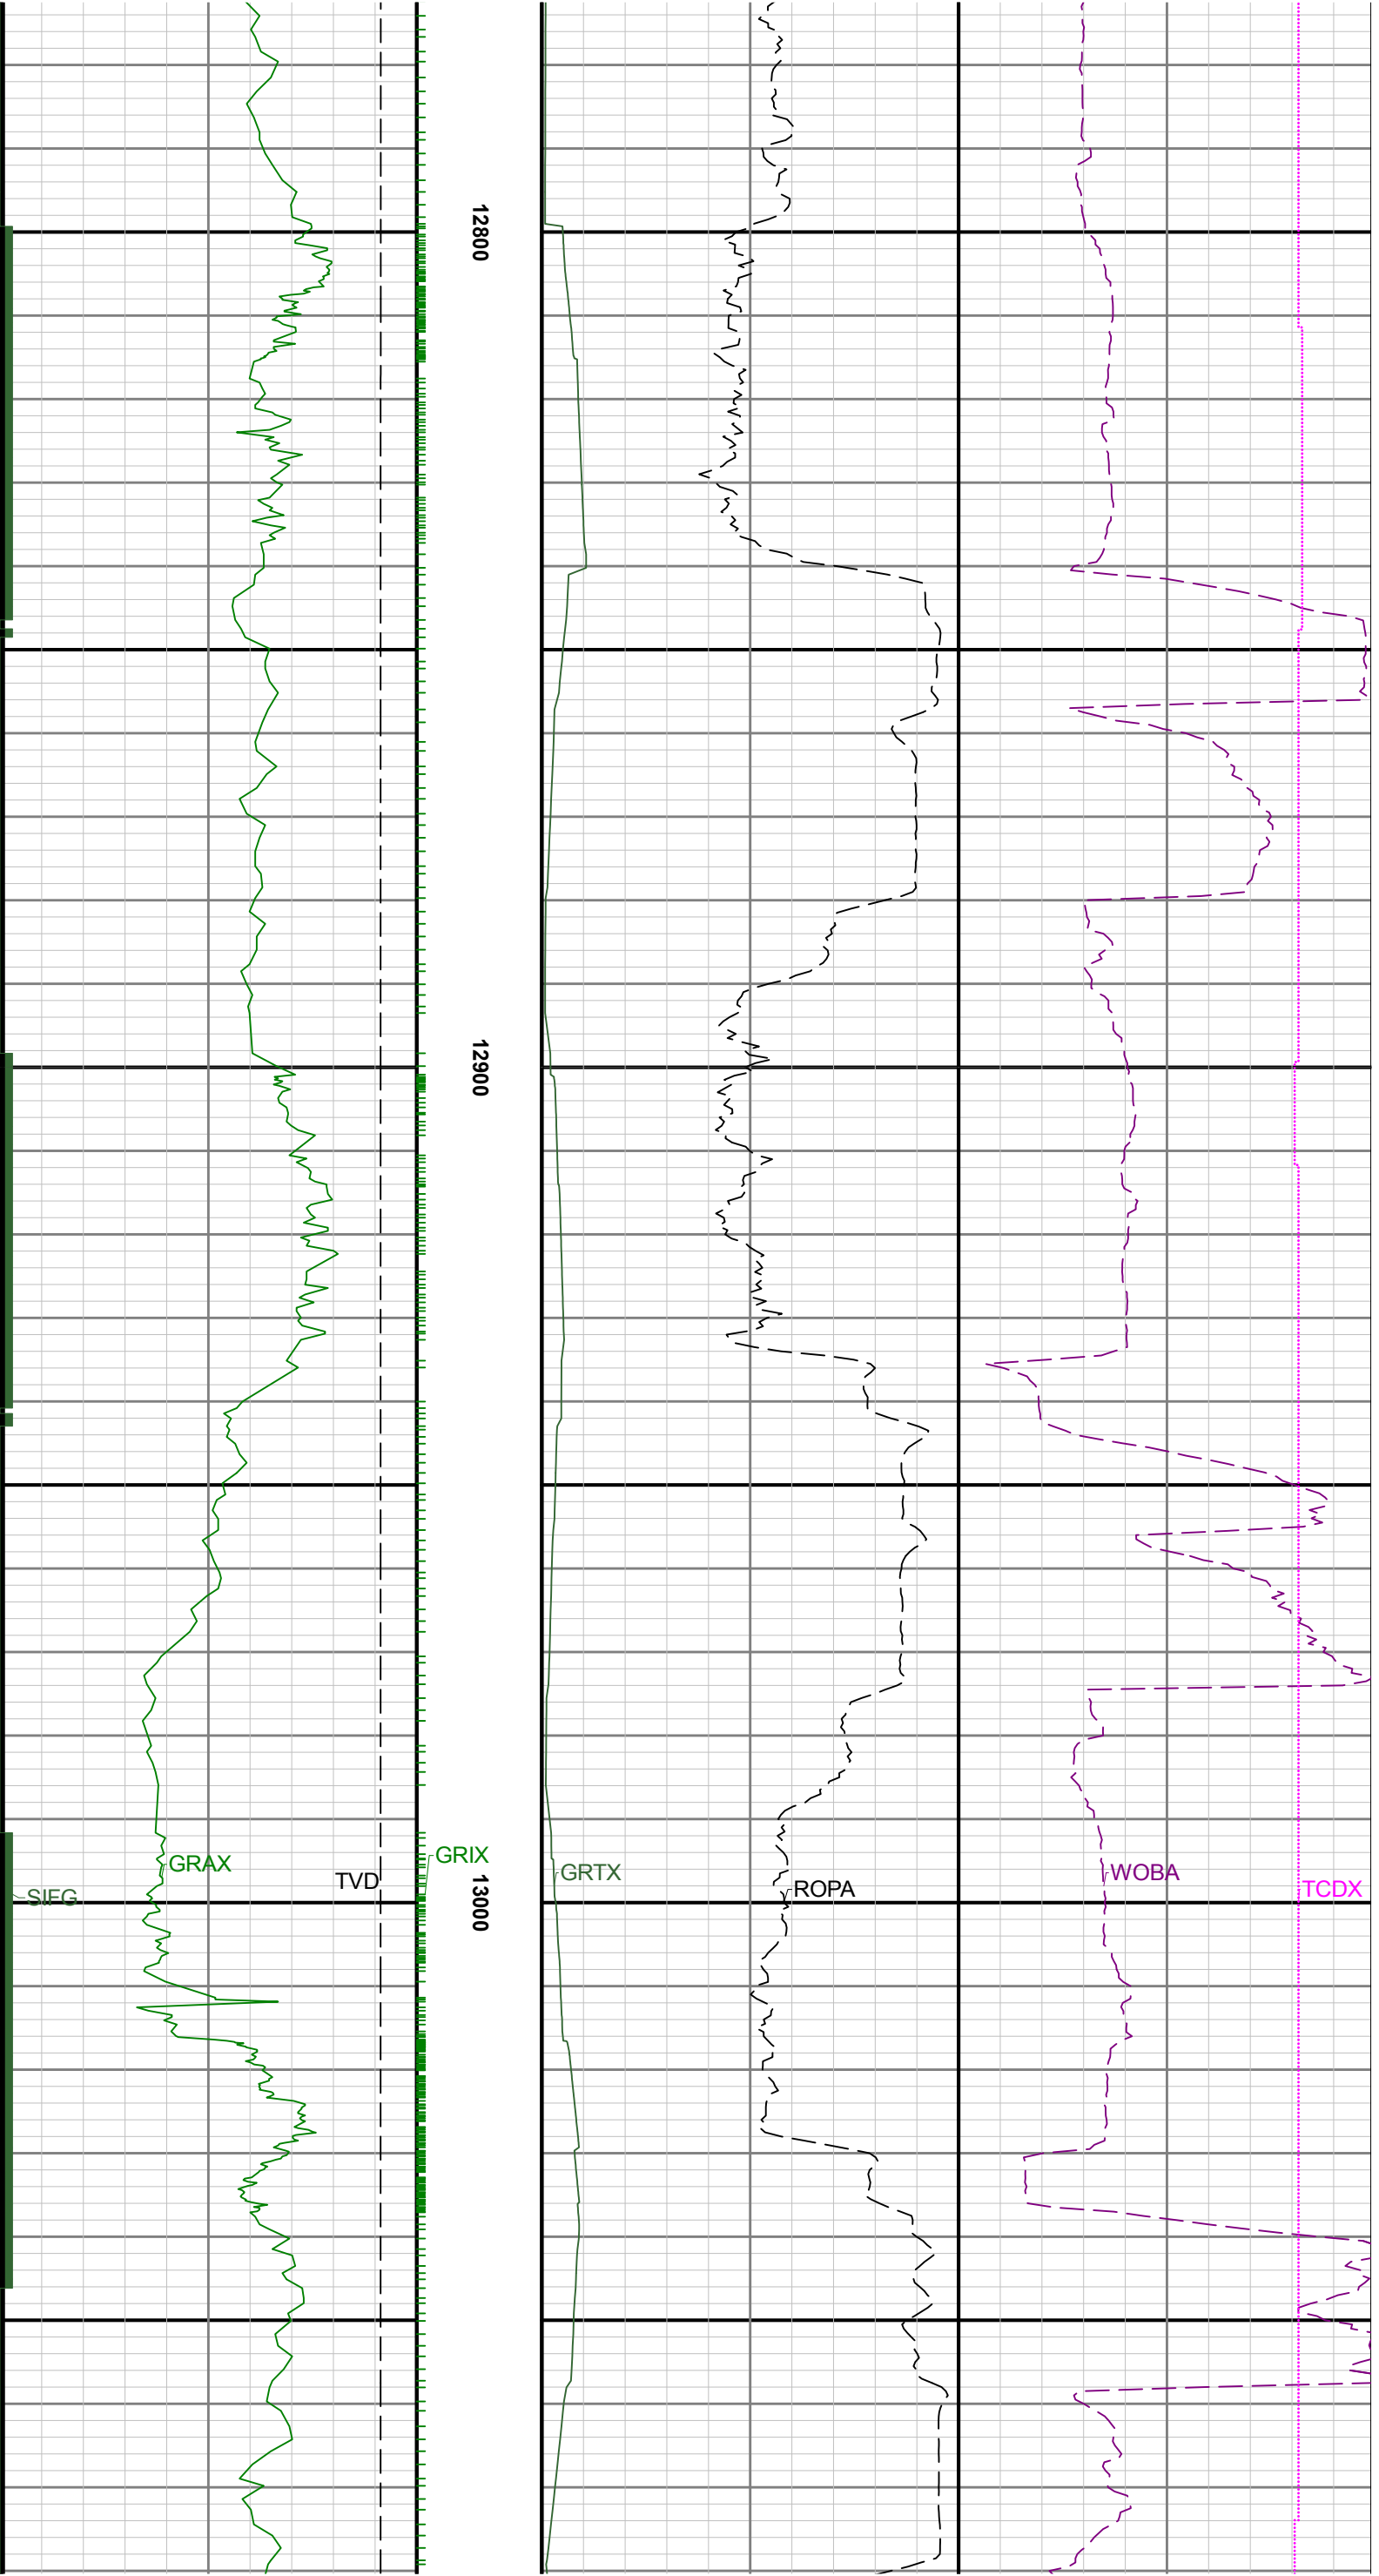 12800
12900
GRIX
GRAX
GRTX
WOBA
TVD
ROPA
TCDX
SIFG
13000